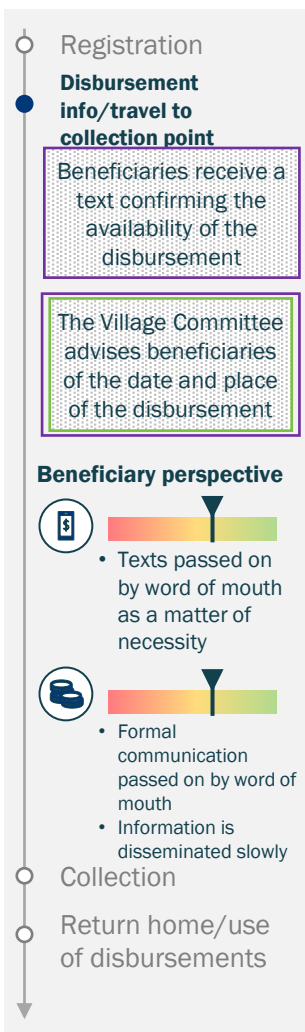 Registration
Disbursement
info/travel to
collection point
Beneficiaries receive a
text confirming the
availability of the
disbursement
The Village Committee
advises beneficiaries
of the date and place
of the disbursement
Beneficiary perspective
$
• Texts passed on
by word of mouth
as a matter of
necessity
• Formal
communication
passed on by word of
mouth
• Information is
disseminated slowly
Collection
Return home/use
of disbursements